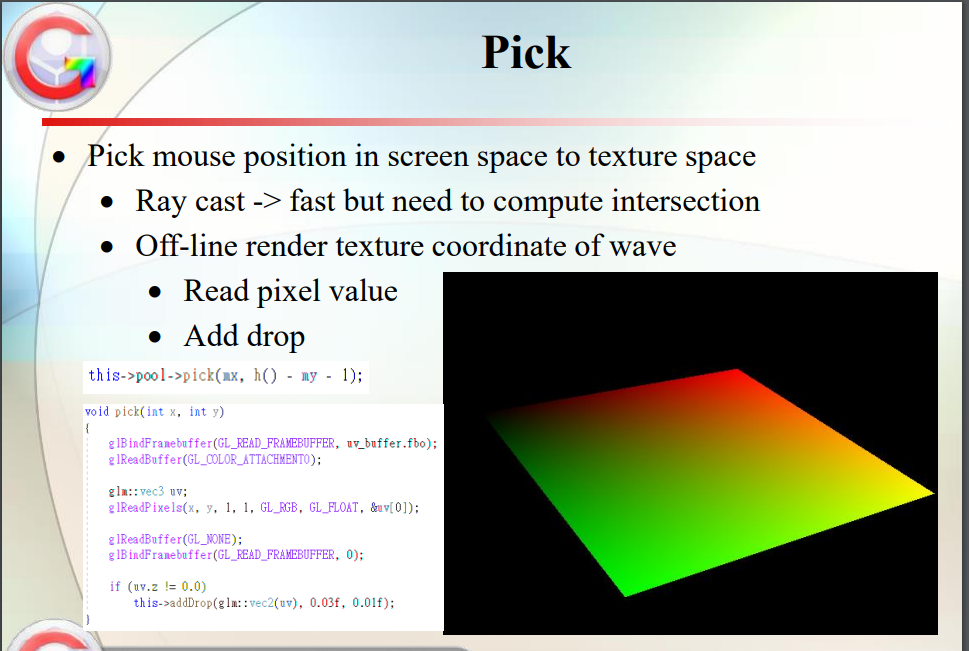 Pick
• Pick mouse position in screen space to texture space
• Ray cast -> fast but need to compute intersection
• Off-line render texture coordinate of wave
• Read pixel value
• Add drop
this->pool->pick(mx, h() - my - 1);
void pick(int x, int y)
{
glBindFramebuffer(GL_READ_FRAMEBUFFER, uv_buffer.fbo);
glReadBuffer(GL_COLOR_ATTACHMENT0);
glm::vec3 uv;
glReadPixels(x, y, 1, 1, GL_RGB, GL_FLOAT, &uv[0]);
glReadBuffer(GL_NONE);
glBindFramebuffer(GL_READ_FRAMEBUFFER, 0);
if (uv.z != 0.0)
this->addDrop(glm::vec2(uv), 0.03f, 0.01f);
}